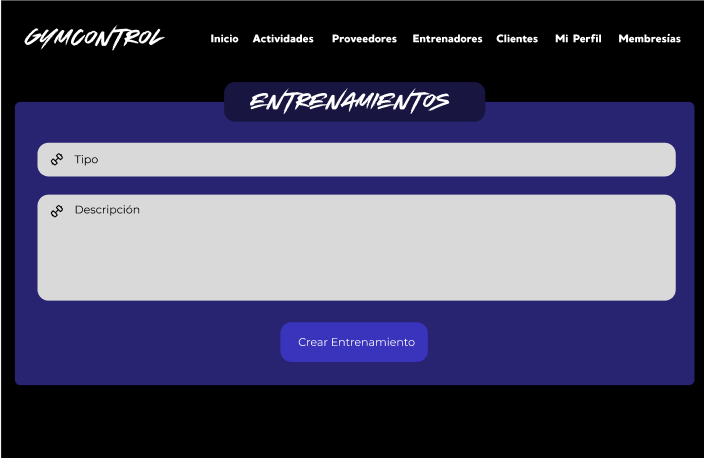 GYMCONTROL Inicio Actividades Proveedores Entrenadores Clientes Mi Perfil Membresías
ENTRENAMIENTOS
Tipo
Descripción
Crear Entrenamiento